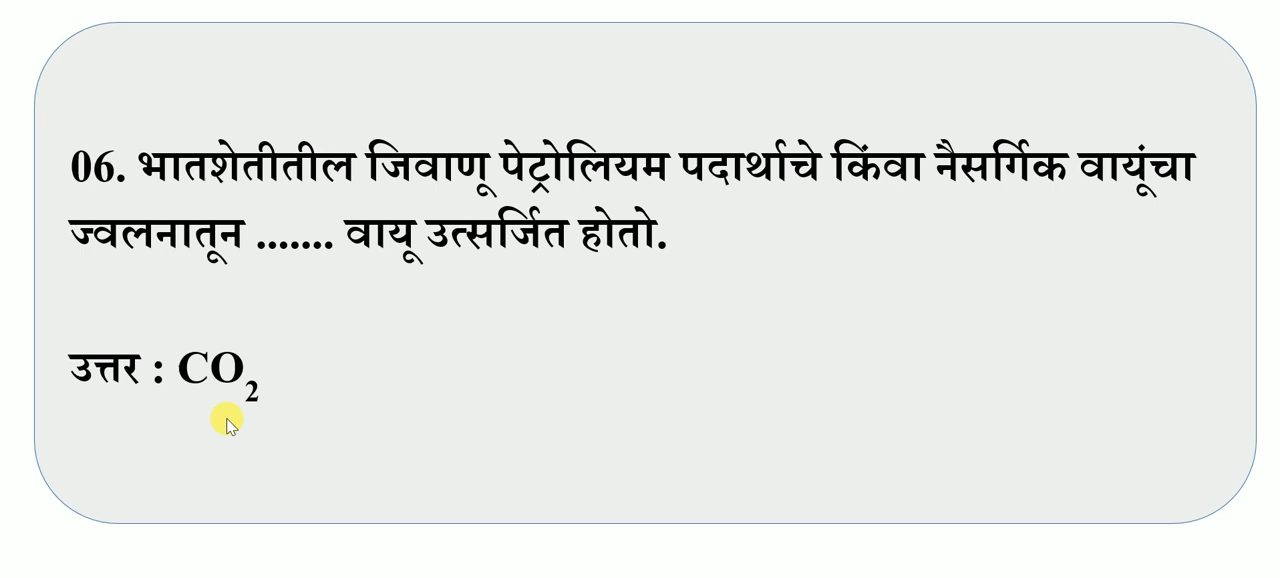 06. भातशेतीतील जिवाणू पेट्रोलियम पदार्थाचे किंवा नैसर्गिक वायूंचा
ज्वलनातून ....... वायू उत्सर्जित होतो.
उत्तर : CO₂